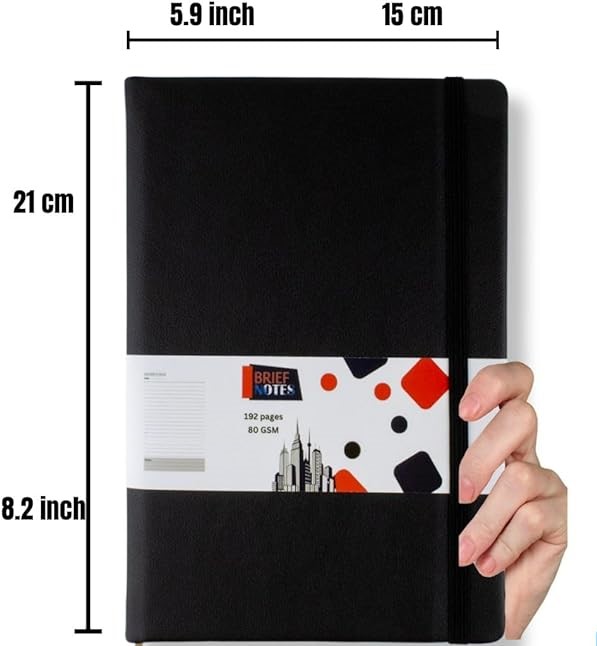 5.9 inch 15 cm
21 cm
BRIEF
NOTES
192 pages
80 GSM
8.2 inch